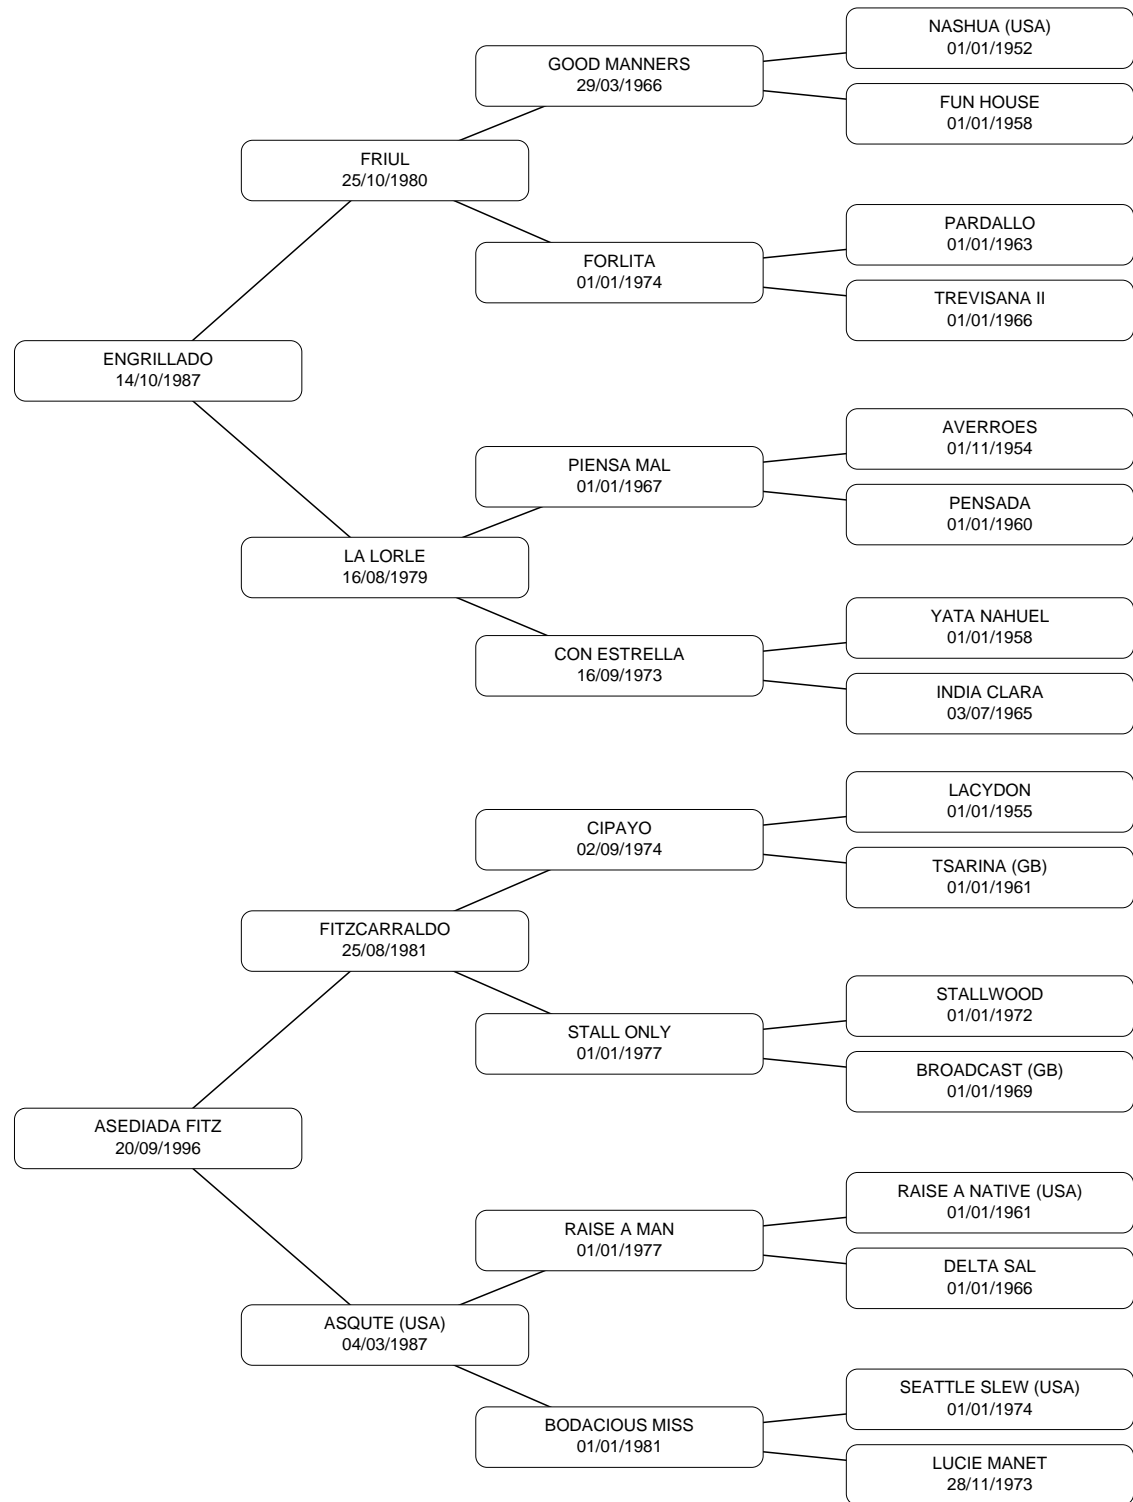 NASHUA (USA)
01/01/1952
GOOD MANNERS
29/03/1966
FUN HOUSE
01/01/1958
FRIUL
25/10/1980
PARDALLO
01/01/1963
FORLITA
01/01/1974
TREVISANA II
01/01/1966
ENGRILLADO
14/10/1987
AVERROES
01/11/1954
PIENSA MAL
01/01/1967
PENSADA
01/01/1960
LA LORLE
16/08/1979
YATA NAHUEL
01/01/1958
CON ESTRELLA
16/09/1973
INDIA CLARA
03/07/1965
LACYDON
01/01/1955
CIPAYO
02/09/1974
TSARINA (GB)
01/01/1961
FITZCARRALDO
25/08/1981
STALLWOOD
01/01/1972
STALL ONLY
01/01/1977
BROADCAST (GB)
01/01/1969
ASEDIADA FITZ
20/09/1996
RAISE A NATIVE (USA)
01/01/1961
RAISE A MAN
01/01/1977
DELTA SAL
01/01/1966
ASQUTE (USA)
04/03/1987
SEATTLE SLEW (USA)
01/01/1974
BODACIOUS MISS
01/01/1981
LUCIE MANET
28/11/1973